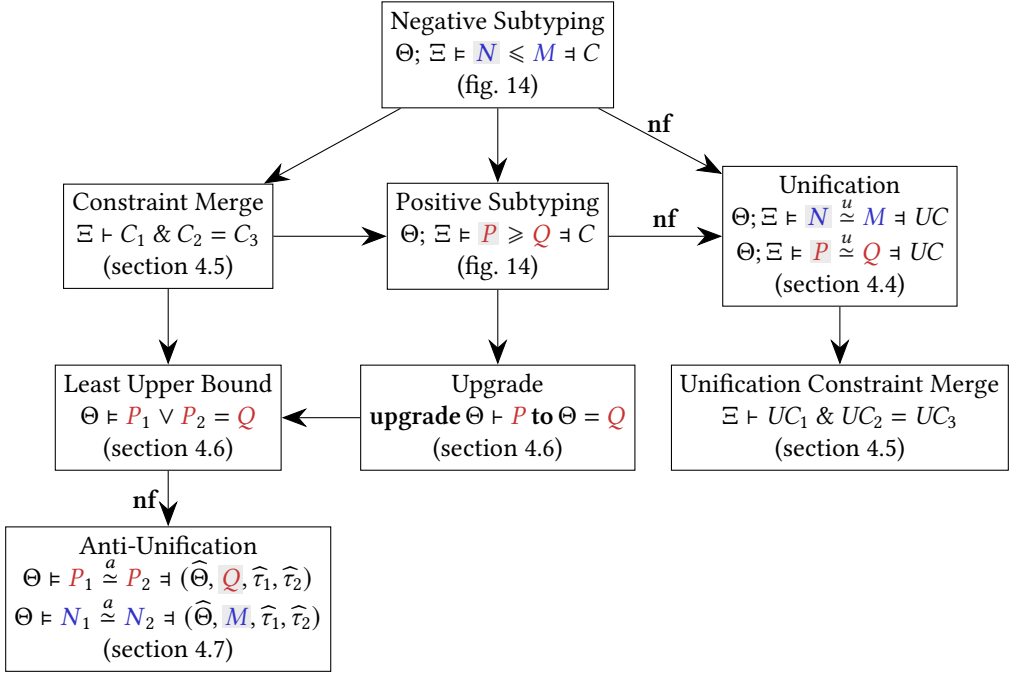 Negative Subtyping
Θ; Ξ ⊨ N ⩽ M ⫤ C
(fig. 14)
nf
Constraint Merge
Ξ ⊢ C₁ & C₂ = C₃
(section 4.5)
Positive Subtyping
Θ; Ξ ⊨ P ⩾ Q ⫤ C
(fig. 14)
nf
Unification
Θ; Ξ ⊨ N ≃ᵘ M ⫤ UC
Θ; Ξ ⊨ P ≃ᵘ Q ⫤ UC
(section 4.4)
Least Upper Bound
Θ ⊨ P₁ ∨ P₂ = Q
(section 4.6)
Upgrade
upgrade Θ ⊢ P to Θ = Q
(section 4.6)
Unification Constraint Merge
Ξ ⊢ UC₁ & UC₂ = UC₃
(section 4.5)
nf
Anti-Unification
Θ ⊨ P₁ ≃ᵃ P₂ ⫤ (Θ̂, Q, τ̂₁, τ̂₂)
Θ ⊨ N₁ ≃ᵃ N₂ ⫤ (Θ̂, M, τ̂₁, τ̂₂)
(section 4.7)